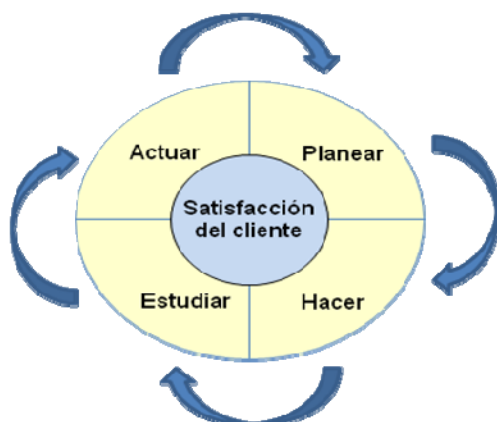 Actuar
Planear
Satisfacción
del cliente
Estudiar
Hacer